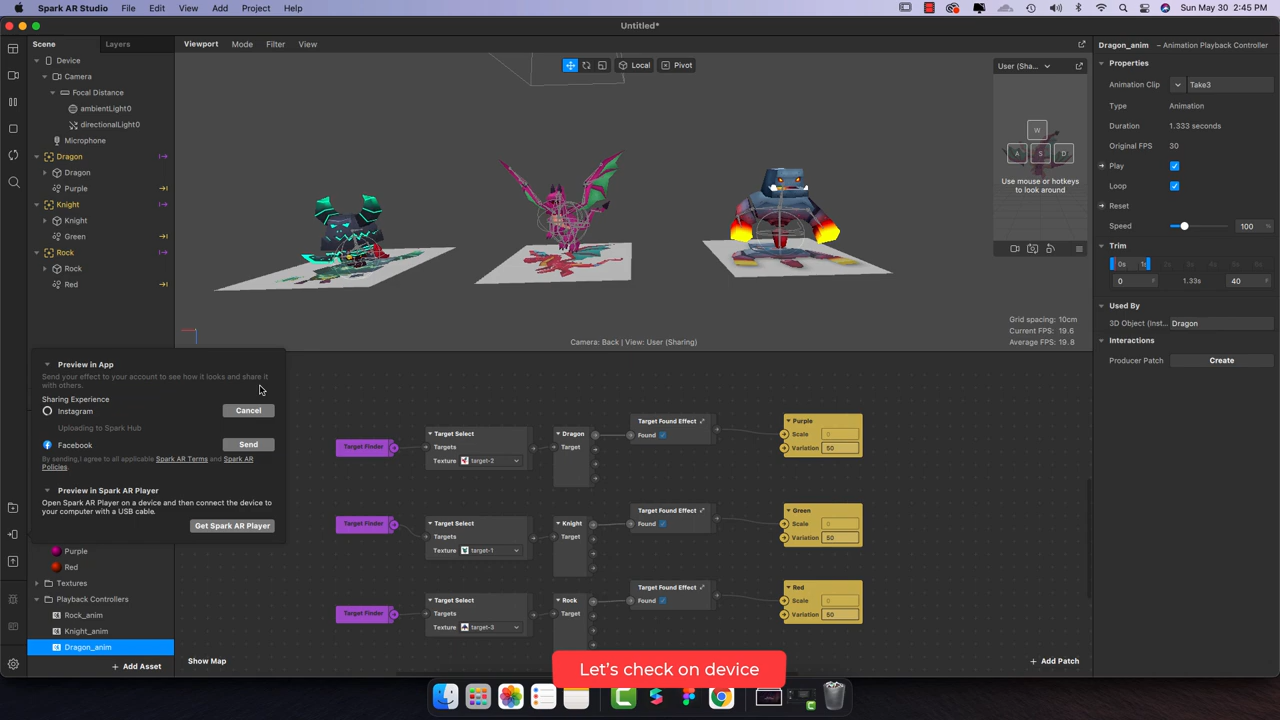 Spark AR Studio File Edit View Add Project Help Sun May 30 2:45 PM
Untitled*
Scene Layers
Device
Camera
Focal Distance
ambientLight0
directionalLight0
Microphone
Dragon
Dragon
Purple
Knight
Knight
Green
Rock
Rock
Red
Viewport Mode Filter View
Local Pivot
User (Sha...
W
A S D
Use mouse or hotkeys
to look around
Grid spacing: 10cm
Current FPS: 19.6
Average FPS: 19.8
Camera: Back | View: User (Sharing)
Preview in App
Send your effect to your account to see how it looks and share it
with others.
Sharing Experience
Instagram Cancel
Uploading to Spark Hub
Facebook Send
By sending,I agree to all applicable Spark AR Terms and Spark AR
Policies.
Preview in Spark AR Player
Open Spark AR Player on a device and then connect the device to
your computer with a USB cable.
Get Spark AR Player
Purple
Red
Textures
Playback Controllers
Rock_anim
Knight_anim
Dragon_anim
Add Asset
Target Finder
Target Select
Targets
Texture target-2
Dragon
Target
Target Found Effect
Found
Purple
Scale 0
Variation 50
Target Finder
Target Select
Targets
Texture target-1
Knight
Target
Target Found Effect
Found
Green
Scale 0
Variation 50
Target Finder
Target Select
Targets
Texture target-3
Rock
Target
Target Found Effect
Found
Red
Scale 0
Variation 50
Show Map
Add Patch
Let's check on device
Dragon_anim – Animation Playback Controller
Properties
Animation Clip Take3
Type Animation
Duration 1.333 seconds
Original FPS 30
Play
Loop
Reset
Speed 100 %
Trim
0s 1s 2s 3s 4s 5s 6s
0 1.33s 40
Used By
3D Object (Inst... Dragon
Interactions
Producer Patch Create